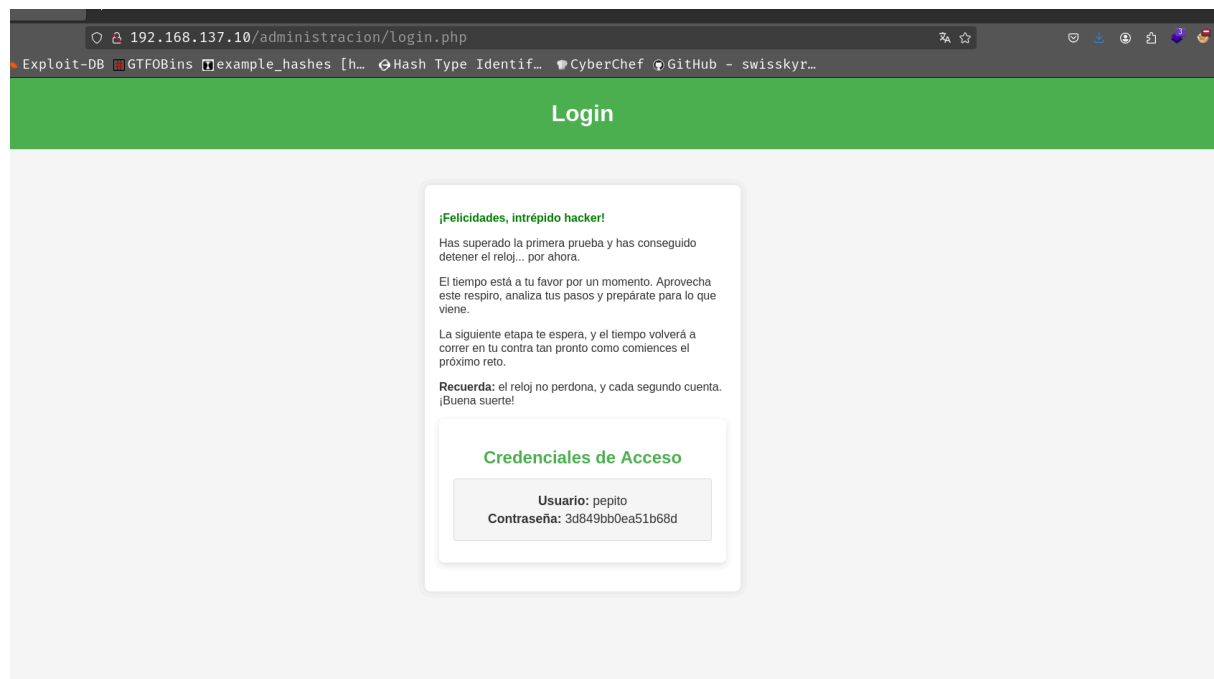 192.168.137.10/administracion/login.php
Exploit-DB GTFOBins example_hashes [h… Hash Type Identif… CyberChef GitHub – swisskyr…
Login
¡Felicidades, intrépido hacker!
Has superado la primera prueba y has conseguido
detener el reloj... por ahora.
El tiempo está a tu favor por un momento. Aprovecha
este respiro, analiza tus pasos y prepárate para lo que
viene.
La siguiente etapa te espera, y el tiempo volverá a
correr en tu contra tan pronto como comiences el
próximo reto.
Recuerda: el reloj no perdona, y cada segundo cuenta.
¡Buena suerte!
Credenciales de Acceso
Usuario: pepito
Contraseña: 3d849bb0ea51b68d